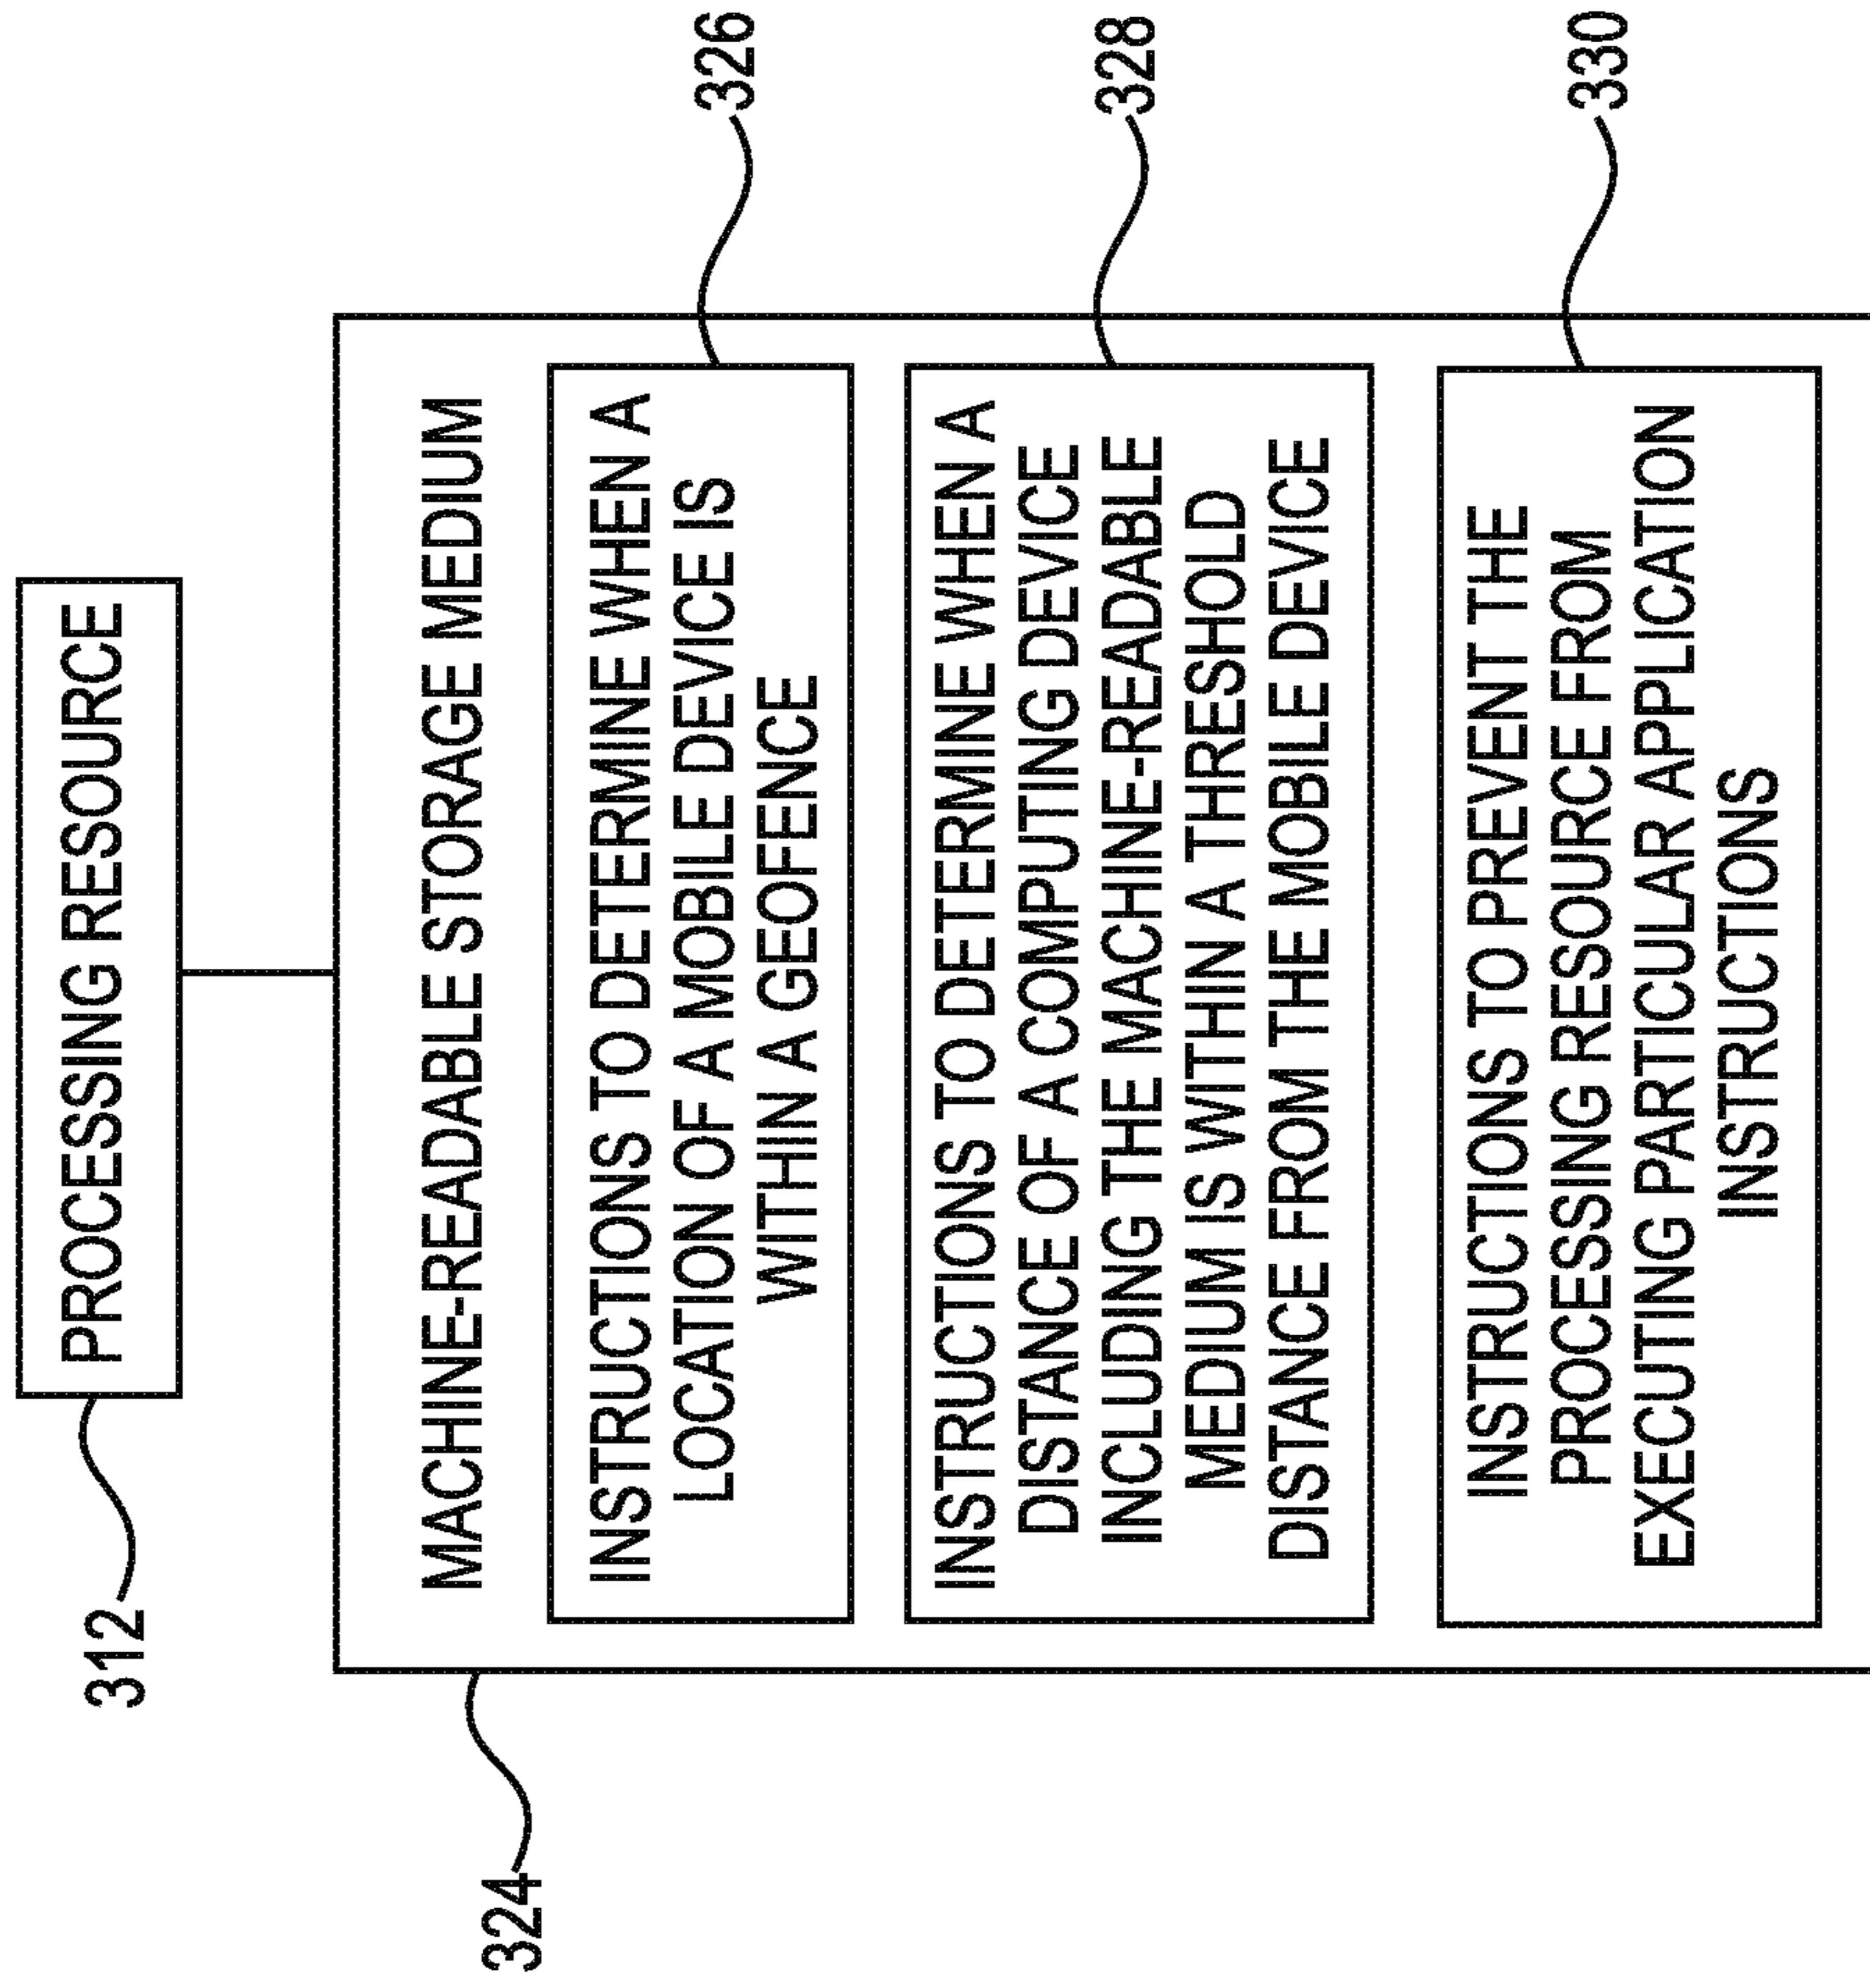 312
PROCESSING RESOURCE
324
MACHINE-READABLE STORAGE MEDIUM
INSTRUCTIONS TO DETERMINE WHEN A
LOCATION OF A MOBILE DEVICE IS
WITHIN A GEOFENCE
326
INSTRUCTIONS TO DETERMINE WHEN A
DISTANCE OF A COMPUTING DEVICE
INCLUDING THE MACHINE-READABLE
MEDIUM IS WITHIN A THRESHOLD
DISTANCE FROM THE MOBILE DEVICE
328
INSTRUCTIONS TO PREVENT THE
PROCESSING RESOURCE FROM
EXECUTING PARTICULAR APPLICATION
INSTRUCTIONS
330